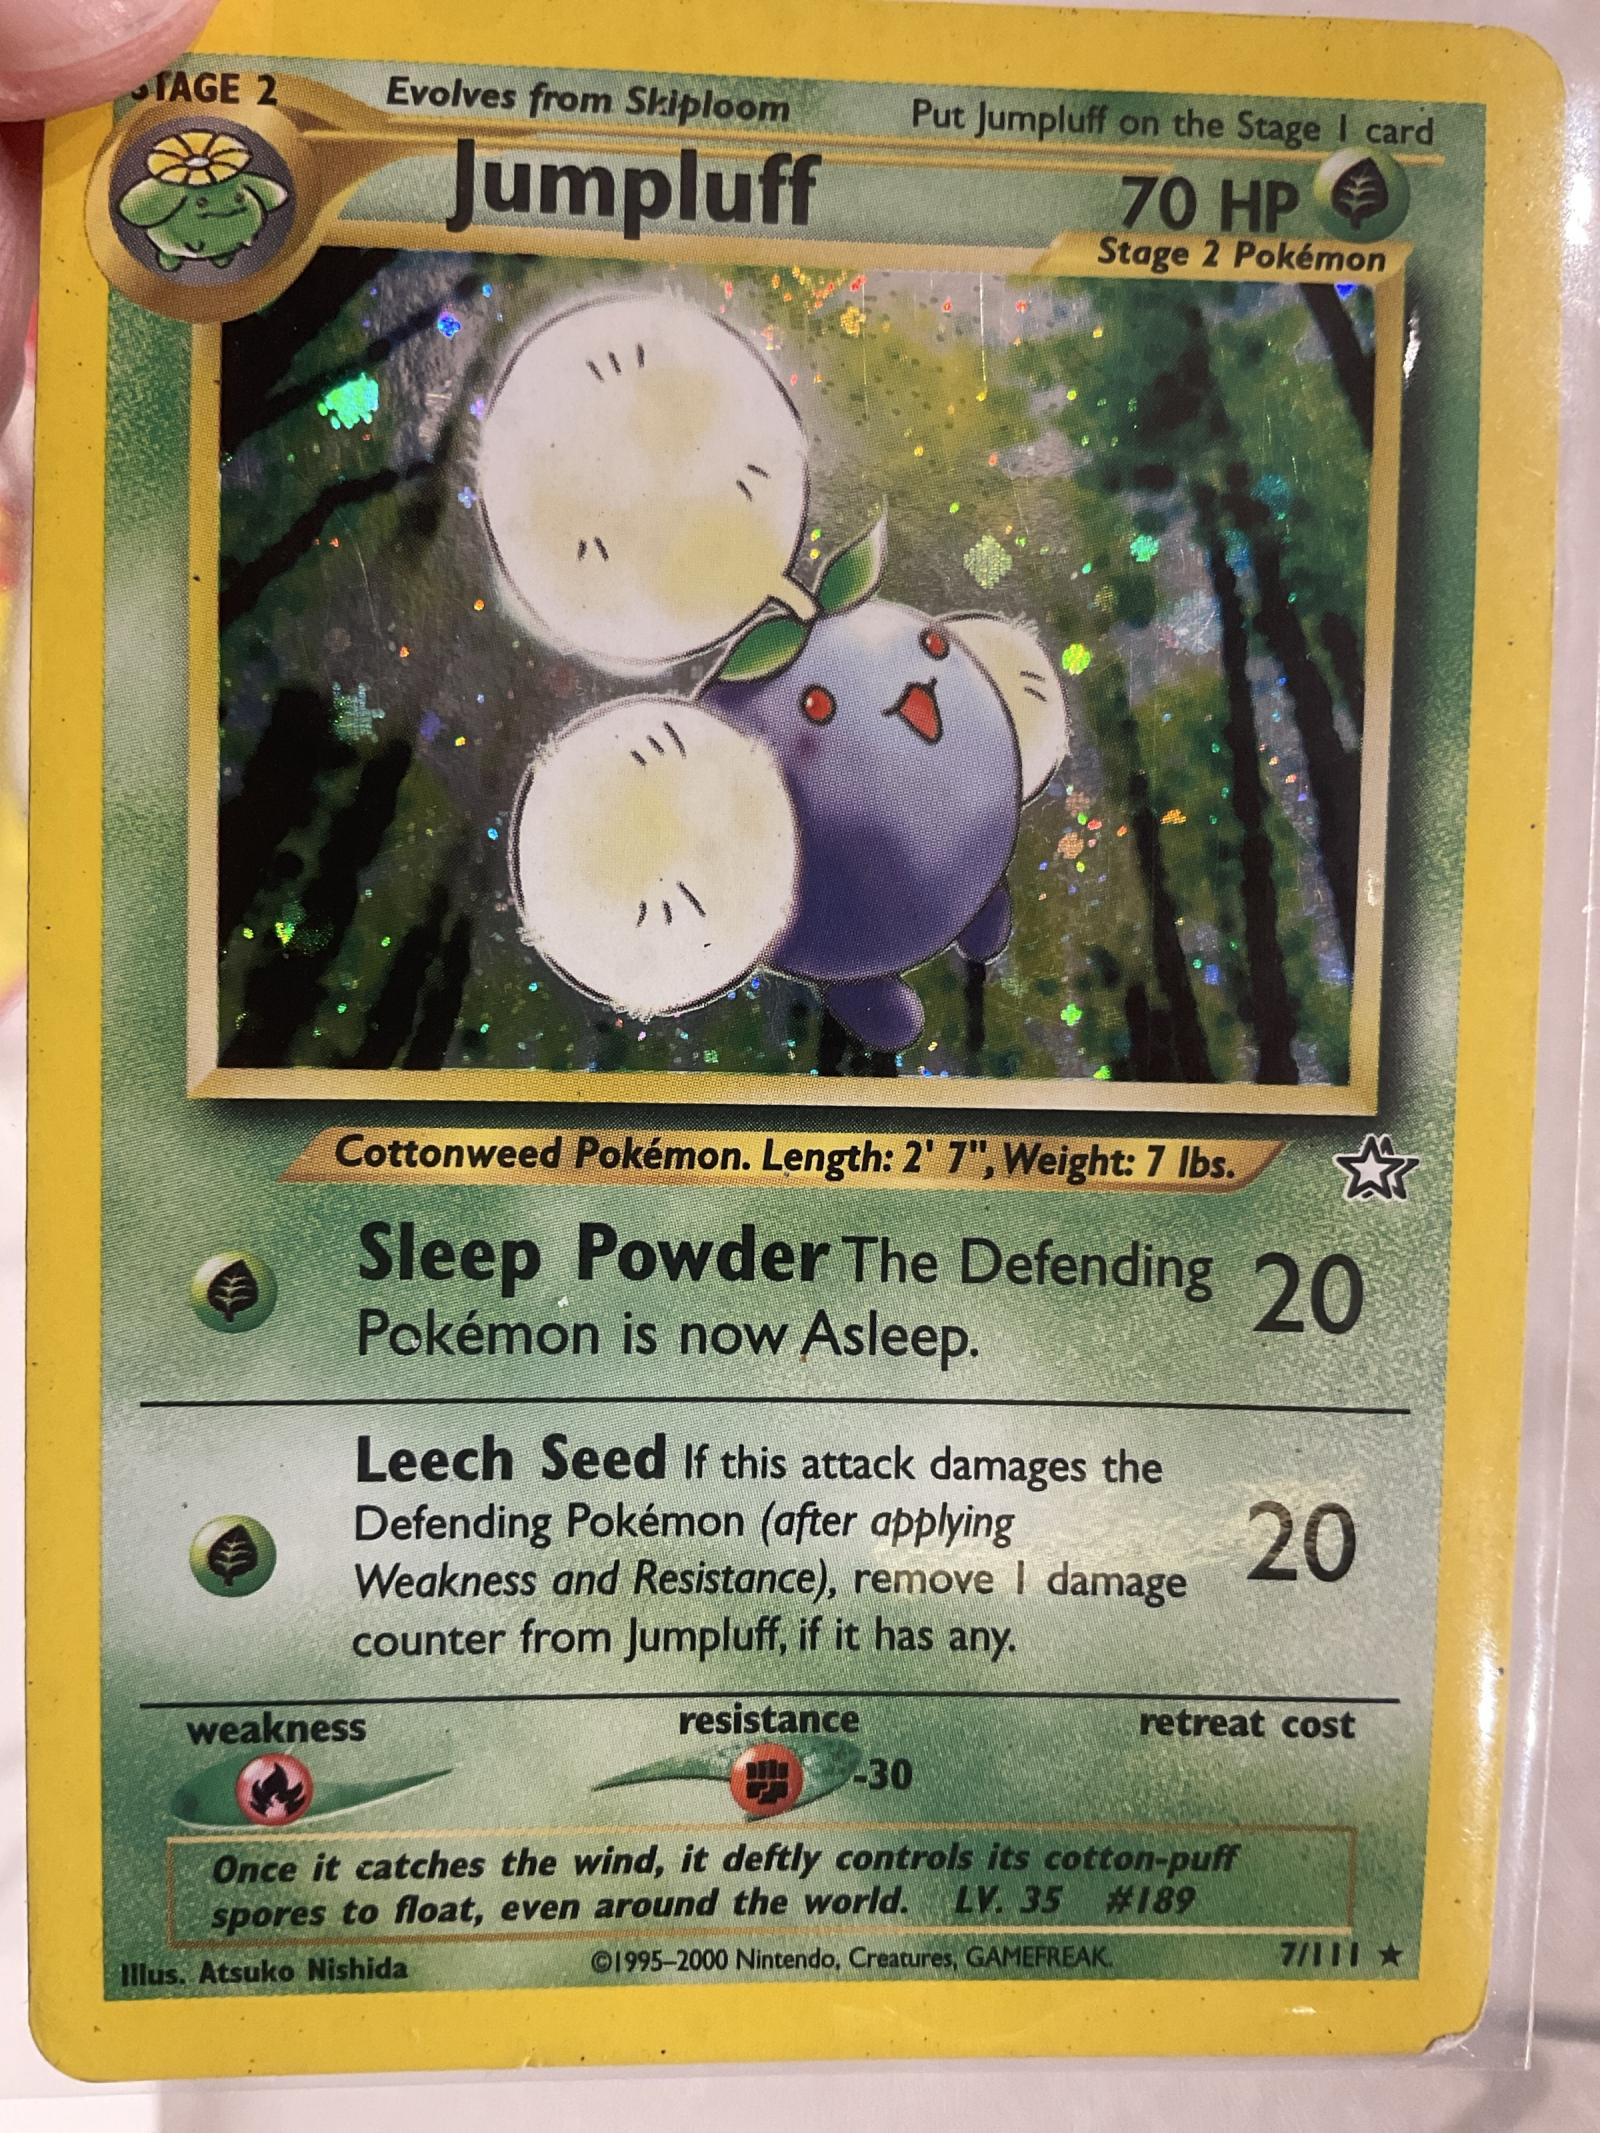 STAGE 2 Evolves from Skiploom Put Jumpluff on the Stage 1 card
Jumpluff 70 HP
Stage 2 Pokémon
Cottonweed Pokémon. Length: 2' 7", Weight: 7 lbs.
Sleep Powder The Defending 20
Pokémon is now Asleep.
Leech Seed If this attack damages the
Defending Pokémon (after applying 20
Weakness and Resistance), remove 1 damage
counter from Jumpluff, if it has any.
weakness resistance retreat cost
-30
Once it catches the wind, it deftly controls its cotton-puff
spores to float, even around the world. LV. 35 #189
Illus. Atsuko Nishida ©1995–2000 Nintendo, Creatures, GAMEFREAK. 7/111 ★